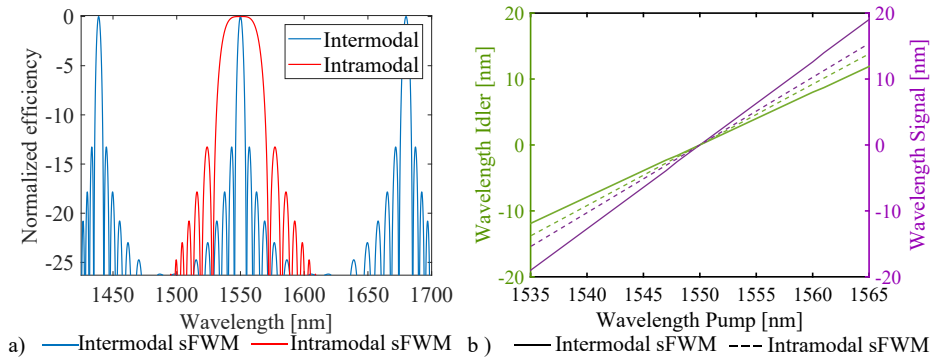 Normalized efficiency
0
-5
-10
-15
-20
-25
Intermodal
Intramodal
1450 1500 1550 1600 1650 1700
Wavelength [nm]
a) Intermodal sFWM Intramodal sFWM
Wavelength Idler [nm]
20
10
0
-10
-20
20
10
0
-10
-20
Wavelength Signal [nm]
1535 1540 1545 1550 1555 1560 1565
Wavelength Pump [nm]
b ) Intermodal sFWM Intramodal sFWM